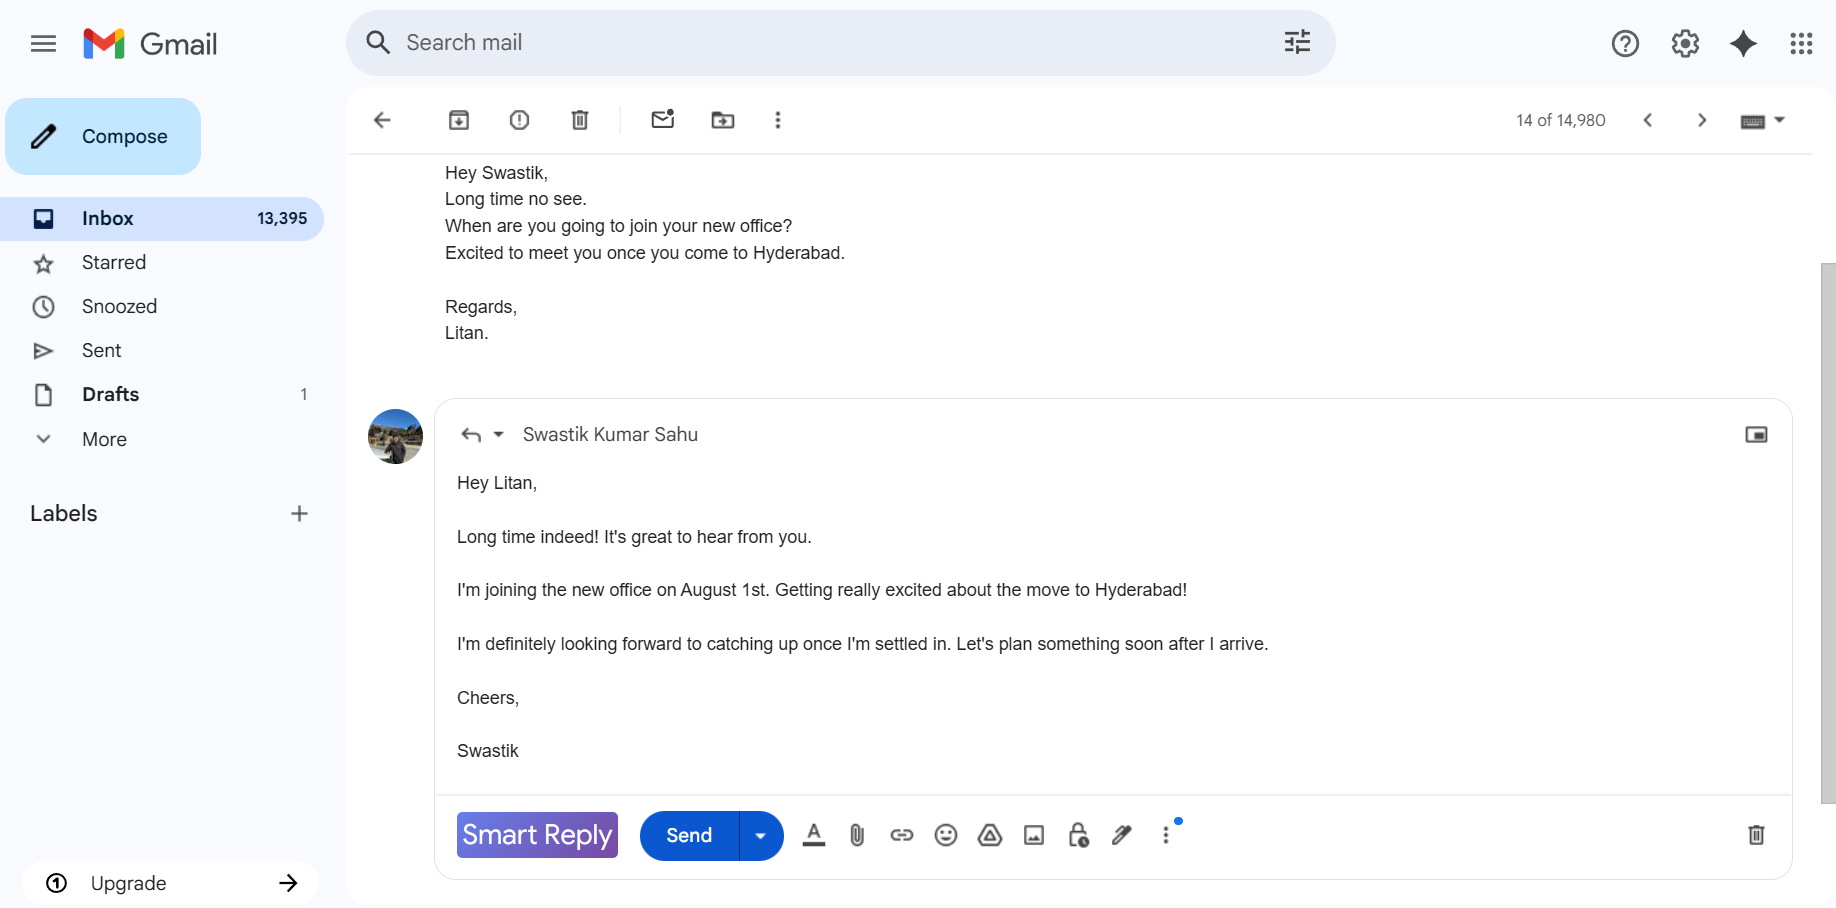 Gmail
Search mail
Compose
14 of 14,980
Inbox 13,395
Starred
Snoozed
Sent
Drafts 1
More
Labels
Upgrade
Hey Swastik,
Long time no see.
When are you going to join your new office?
Excited to meet you once you come to Hyderabad.
Regards,
Litan.
Swastik Kumar Sahu
Hey Litan,
Long time indeed! It's great to hear from you.
I'm joining the new office on August 1st. Getting really excited about the move to Hyderabad!
I'm definitely looking forward to catching up once I'm settled in. Let's plan something soon after I arrive.
Cheers,
Swastik
Smart Reply
Send